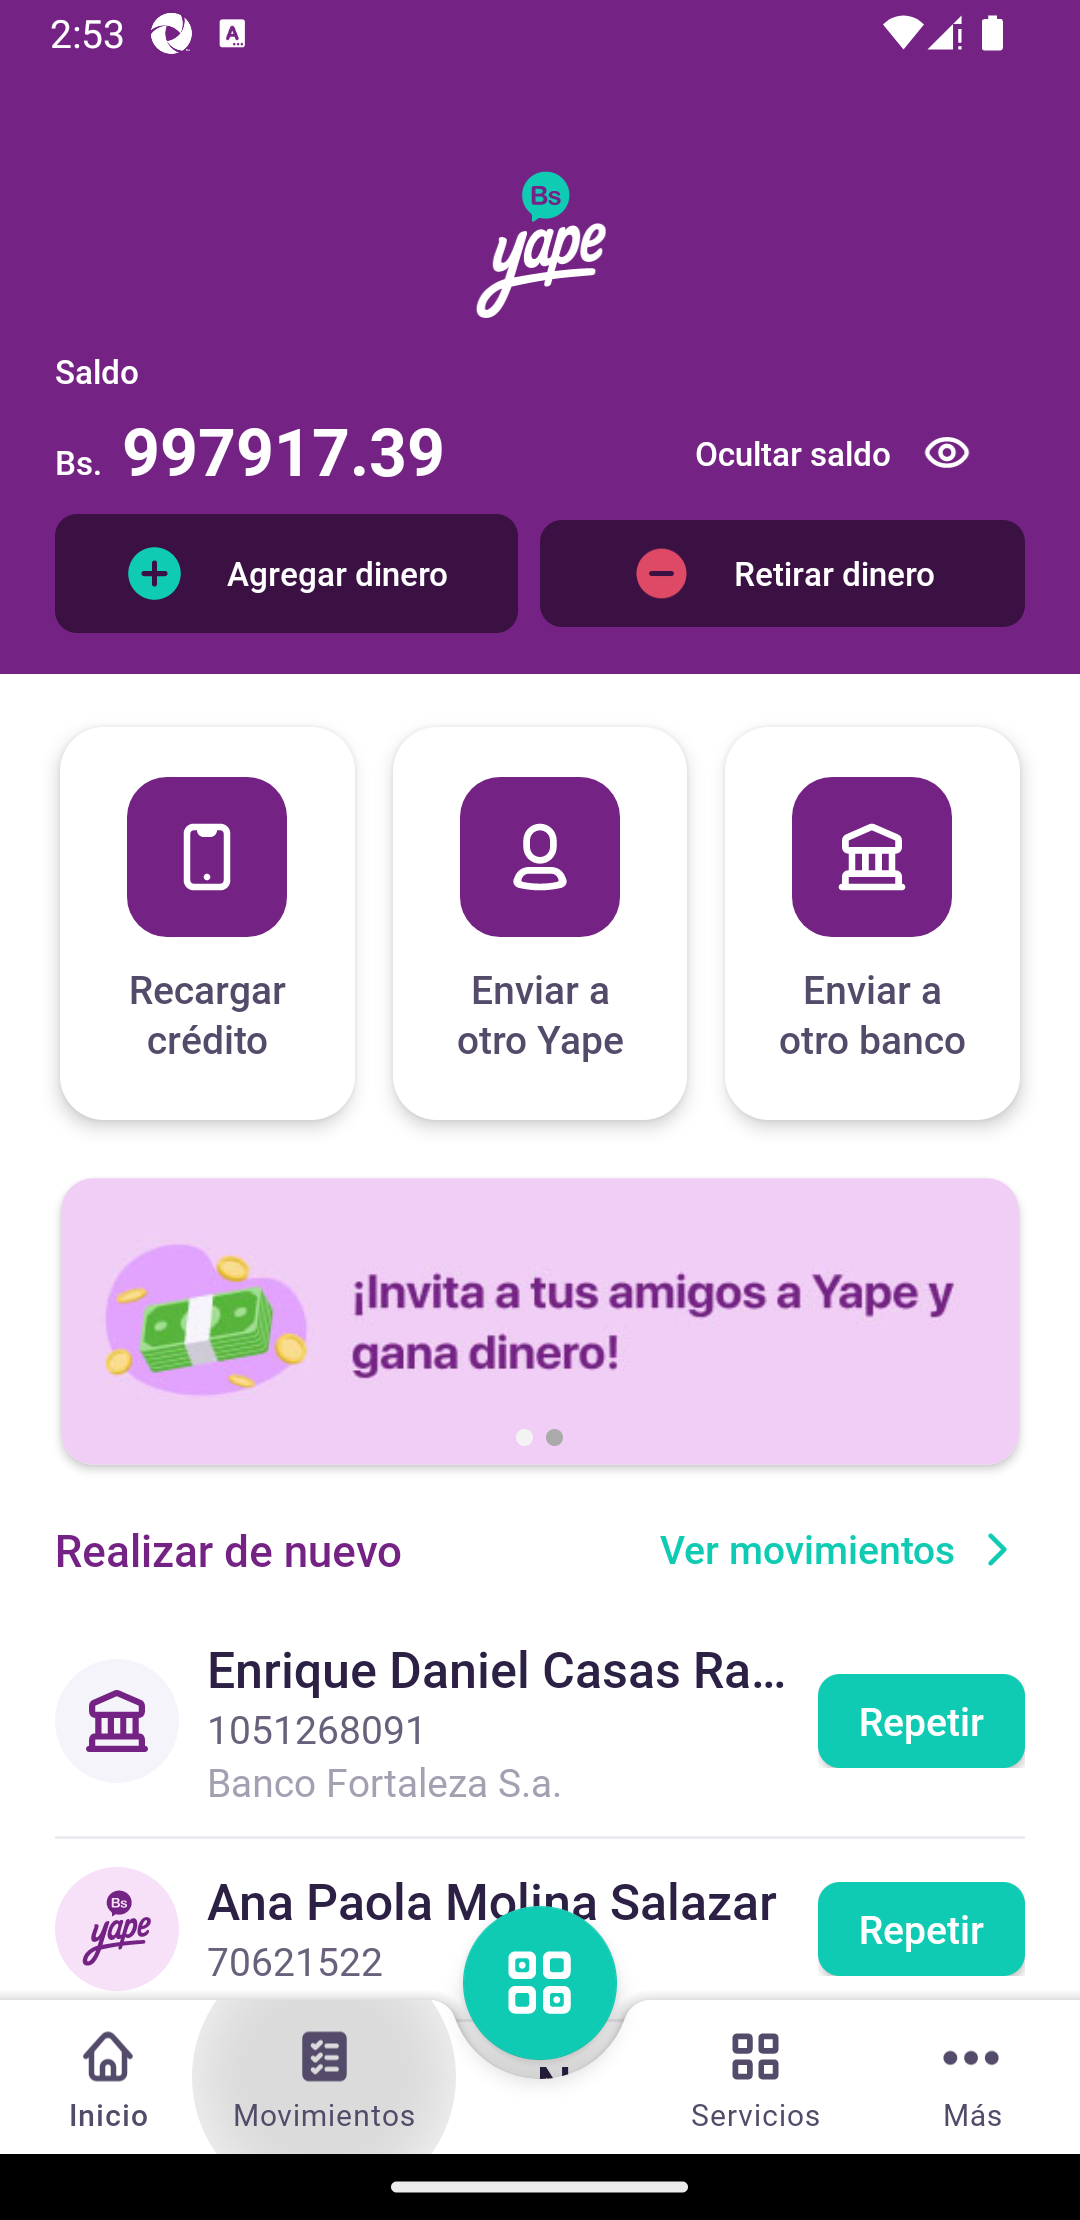 2:53
A
Bs
yape
Saldo
Bs. 997917.39
Ocultar saldo
Agregar dinero
Retirar dinero
Recargar
crédito
Enviar a
otro Yape
Enviar a
otro banco
¡Invita a tus amigos a Yape y
gana dinero!
Realizar de nuevo
Ver movimientos
Enrique Daniel Casas Ra...
1051268091
Banco Fortaleza S.a.
Repetir
Bs
yape
Ana Paola Molina Salazar
70621522
Repetir
Inicio
Movimientos
Servicios
Más